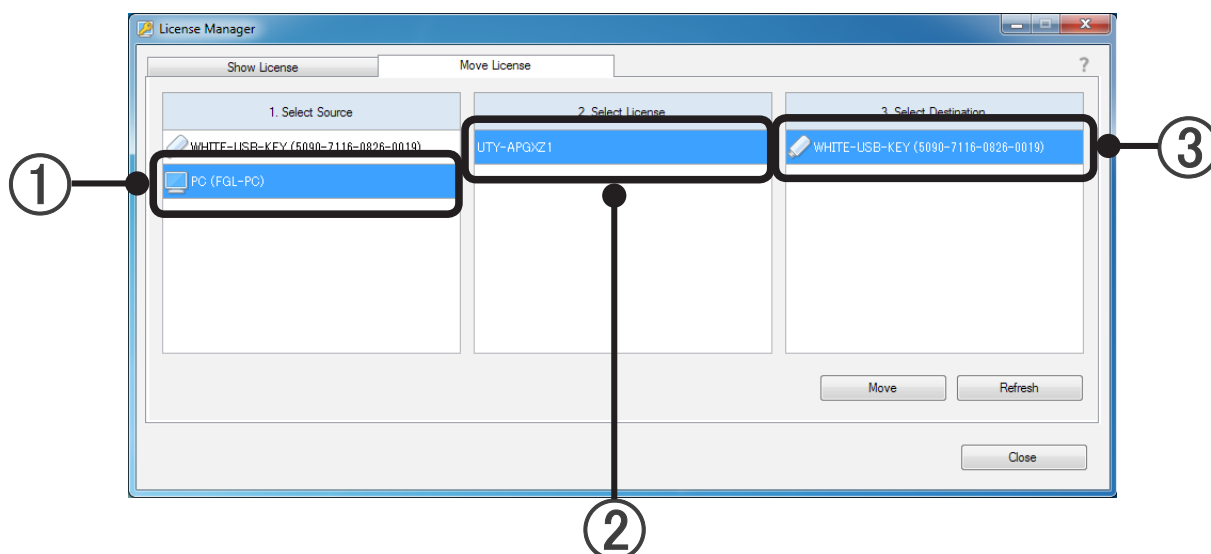 License Manager
Show License
Move License
?
1. Select Source
2. Select License
3. Select Destination
WHITE-USB-KEY (5090-7116-0826-0019)
UTY-APGXZ1
WHITE-USB-KEY (5090-7116-0826-0019)
PC (FGL-PC)
①
②
③
Move
Refresh
Close